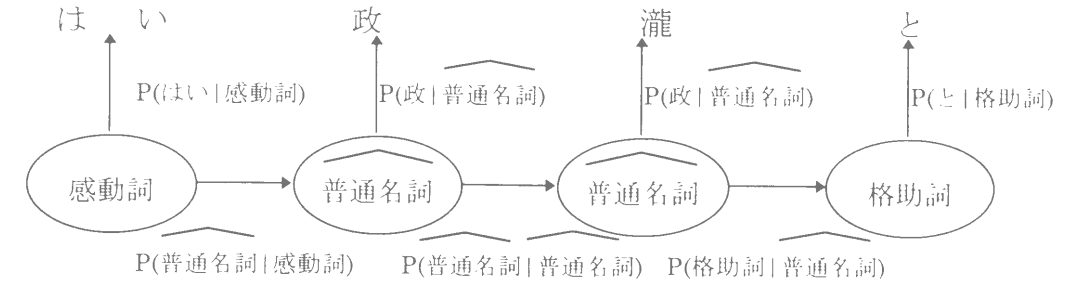 はい 政 瀧 と
P(はい|感動詞) P(政|普通名詞) P(政|普通名詞) P(と|格助詞)
感動詞 普通名詞 普通名詞 格助詞
P(普通名詞|感動詞) P(普通名詞|普通名詞) P(格助詞|普通名詞)